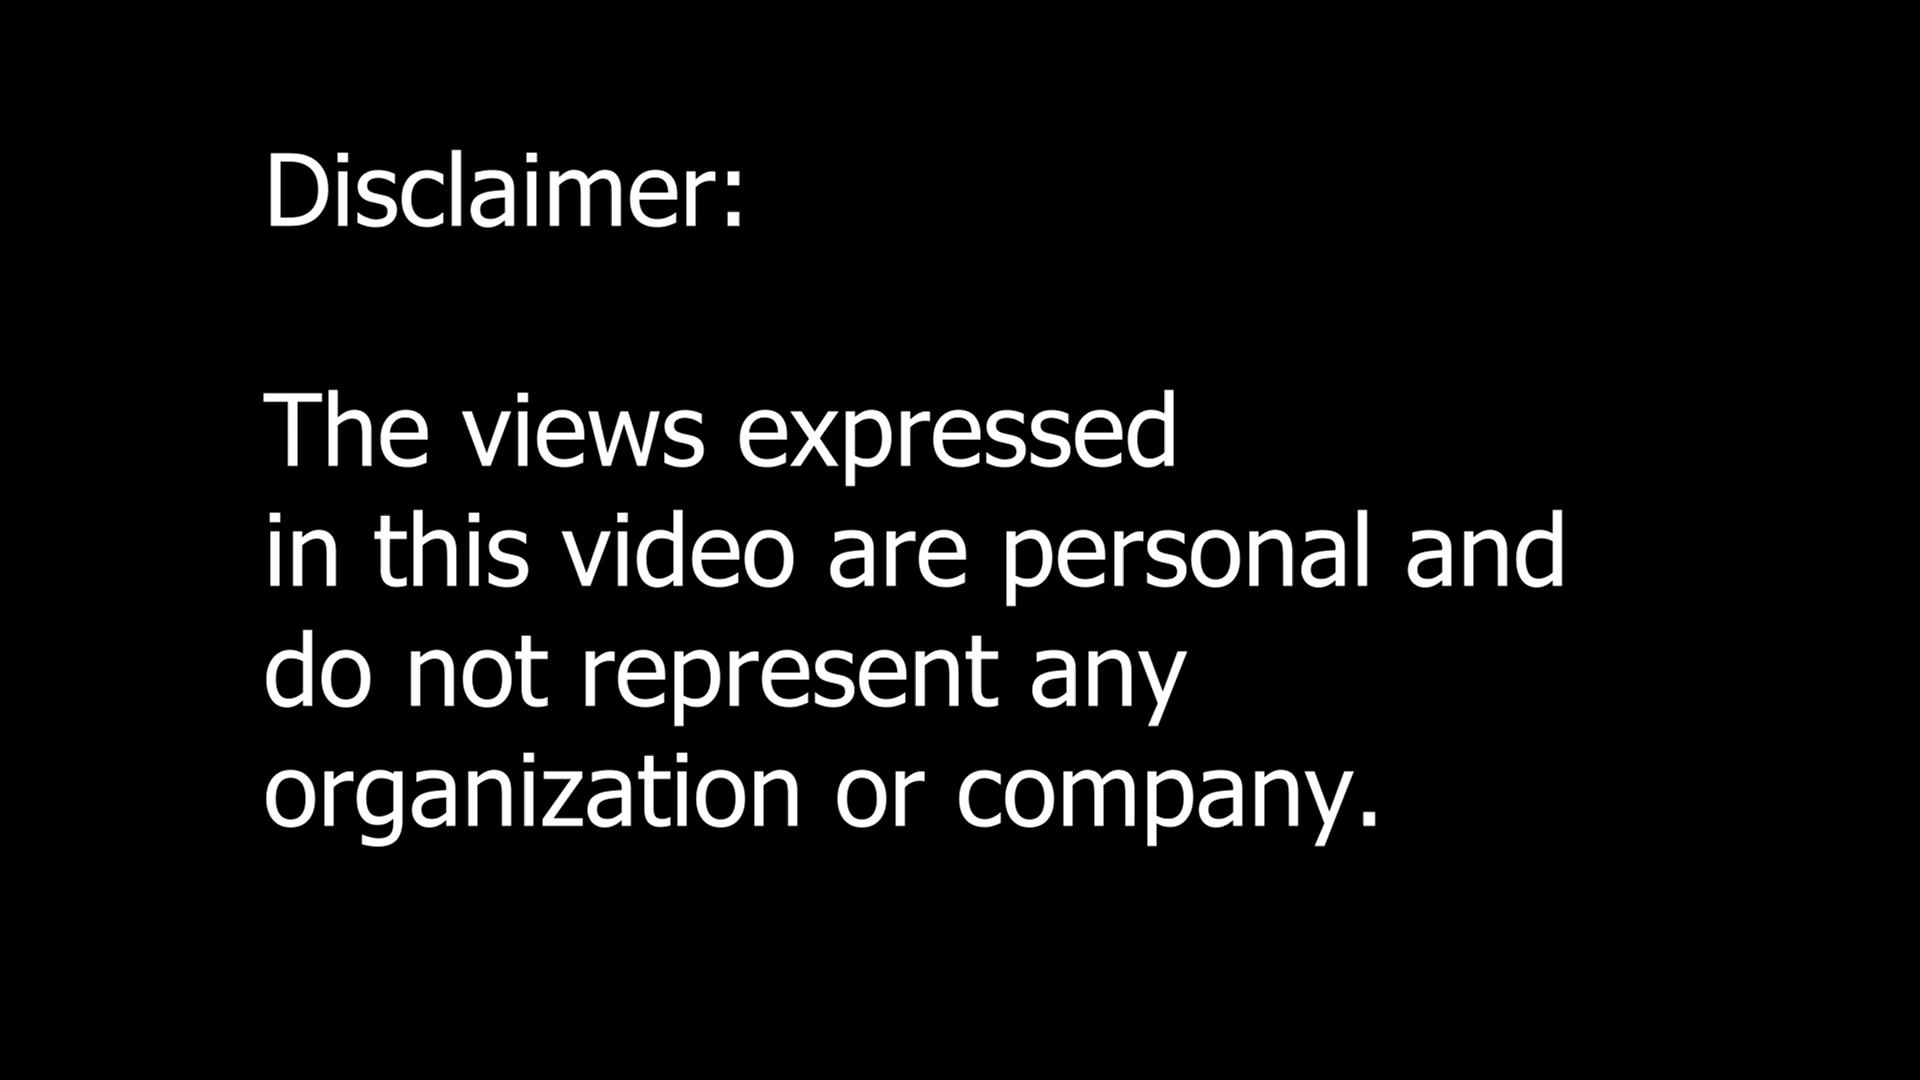 Disclaimer:
The views expressed
in this video are personal and
do not represent any
organization or company.